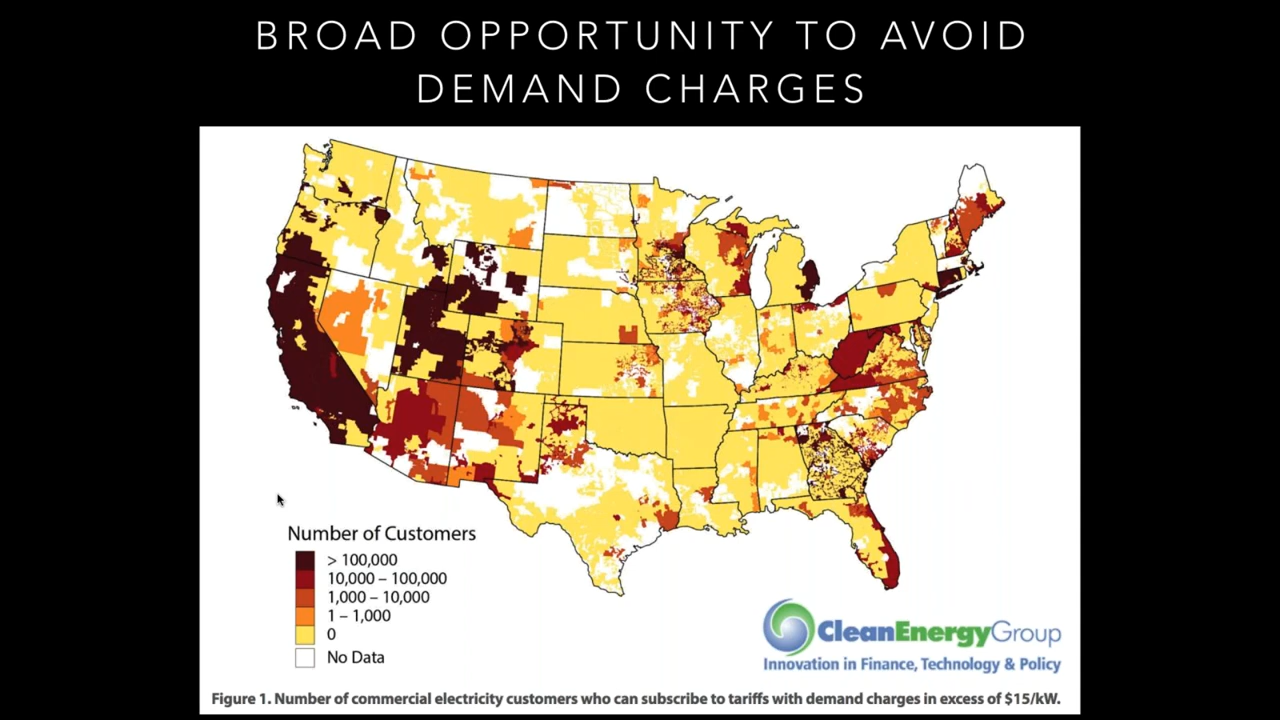 BROAD OPPORTUNITY TO AVOID
DEMAND CHARGES
Number of Customers
> 100,000
10,000 – 100,000
1,000 – 10,000
1 – 1,000
0
No Data
CleanEnergyGroup
Innovation in Finance, Technology & Policy
Figure 1. Number of commercial electricity customers who can subscribe to tariffs with demand charges in excess of $15/kW.